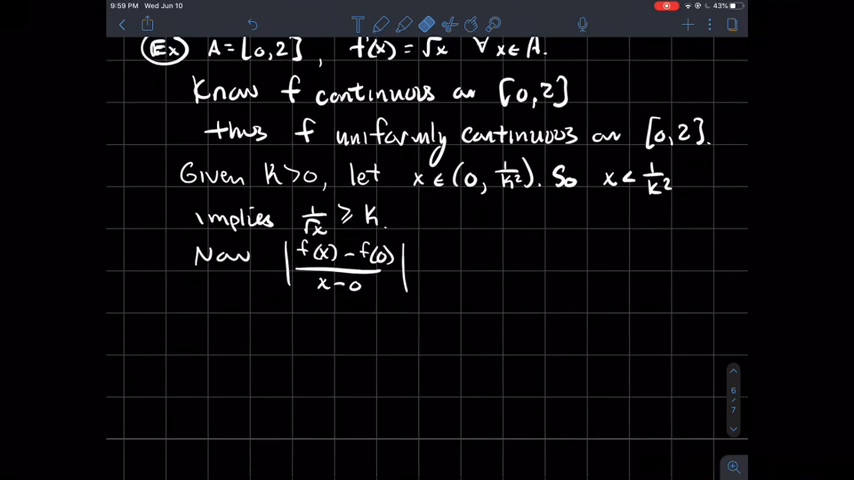 9:59 PM Wed Jun 10
43%
Ex A = [0,2], f(x) = √x ∀ x ∈ A.
Know f continuous on [0,2]
thus f uniformly continuous on [0,2].
Given K>0, let x ∈ (0, 1/K²). So x < 1/K²
implies 1/√x ≥ K.
Now |(f(x) - f(0))/(x - 0)|
6
/
7